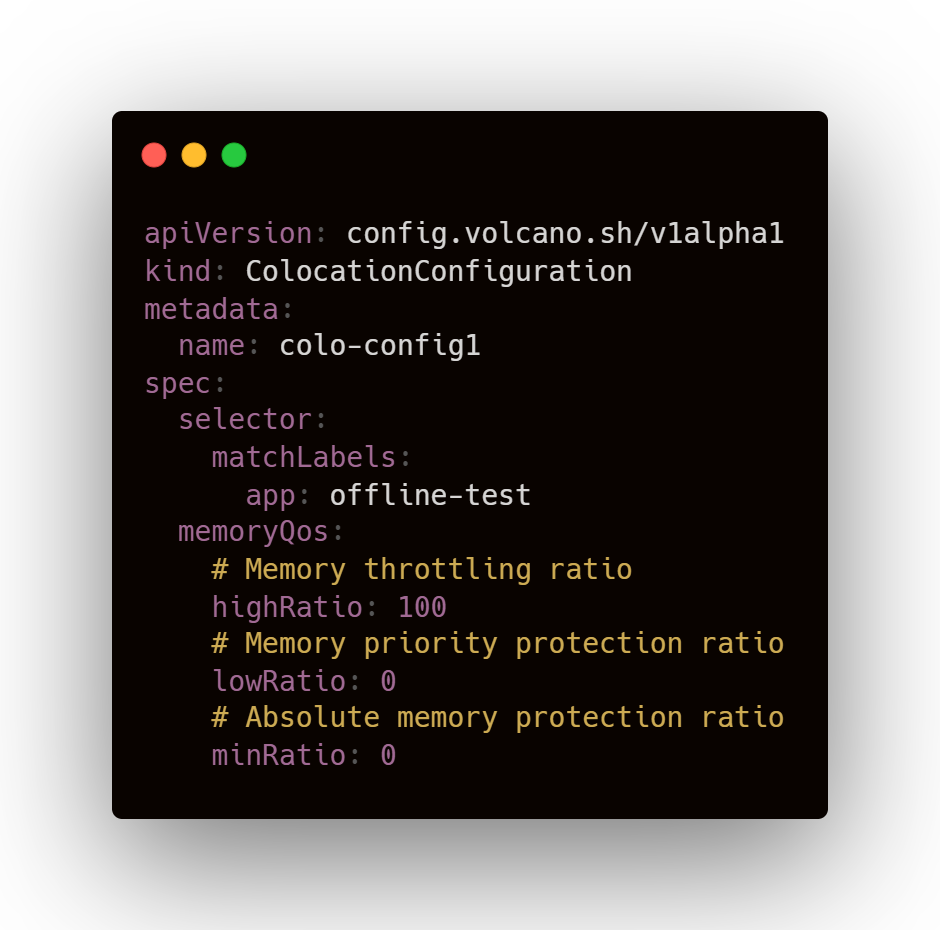 apiVersion: config.volcano.sh/v1alpha1
kind: ColocationConfiguration
metadata:
  name: colo-config1
spec:
  selector:
    matchLabels:
      app: offline-test
  memoryQos:
    # Memory throttling ratio
    highRatio: 100
    # Memory priority protection ratio
    lowRatio: 0
    # Absolute memory protection ratio
    minRatio: 0